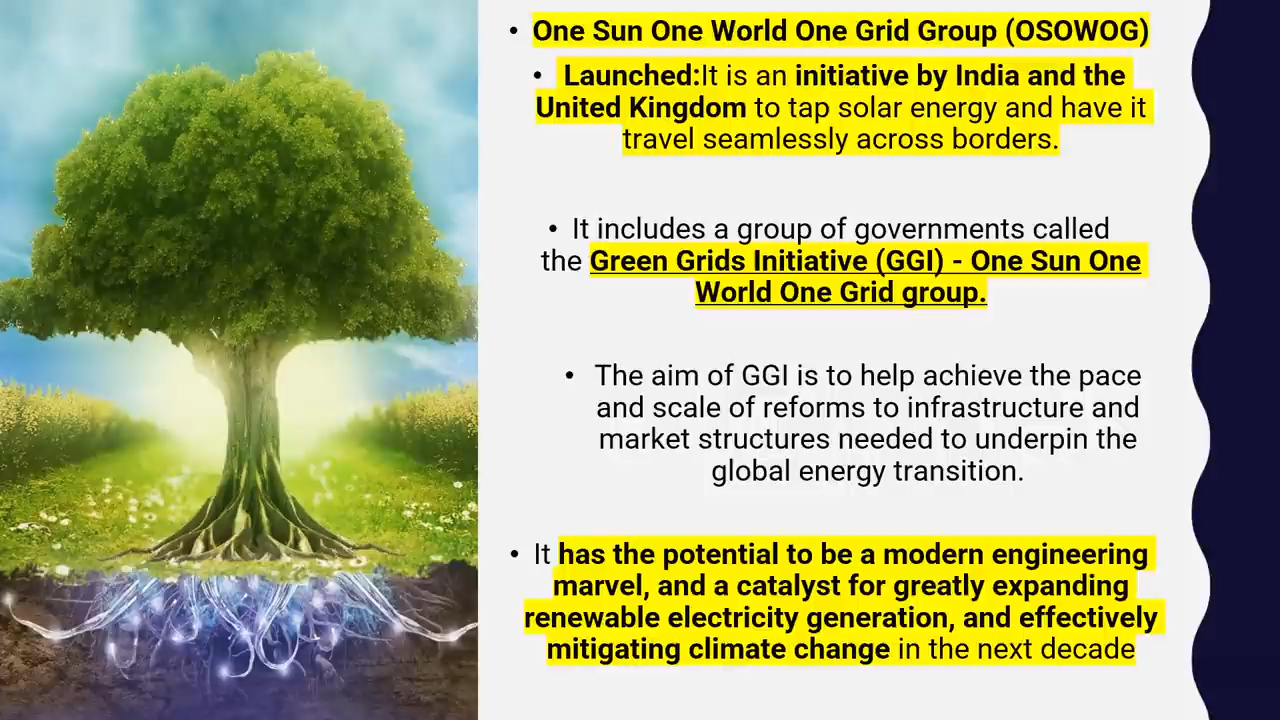 • One Sun One World One Grid Group (OSOWOG)
• Launched:It is an initiative by India and the
United Kingdom to tap solar energy and have it
travel seamlessly across borders.
• It includes a group of governments called
the Green Grids Initiative (GGI) - One Sun One
World One Grid group.
• The aim of GGI is to help achieve the pace
and scale of reforms to infrastructure and
market structures needed to underpin the
global energy transition.
• It has the potential to be a modern engineering
marvel, and a catalyst for greatly expanding
renewable electricity generation, and effectively
mitigating climate change in the next decade